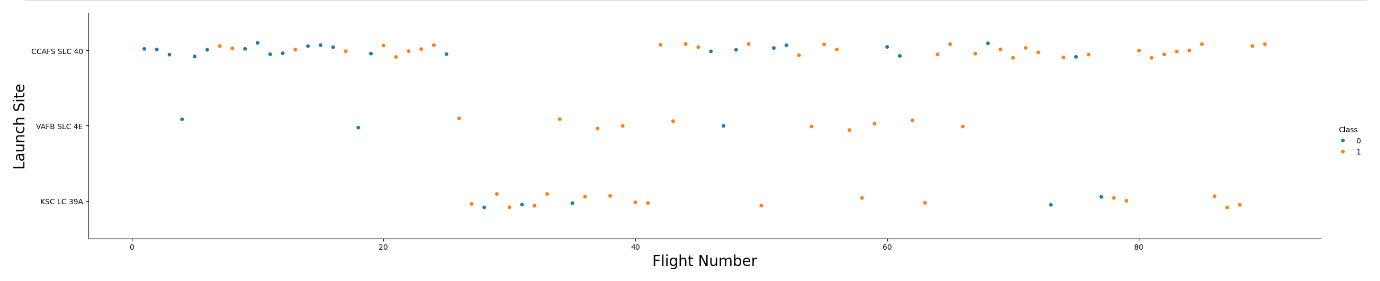 CCAFS SLC 40
VAFB SLC 4E
KSC LC 39A
Launch Site
0 20 40 60 80
Flight Number
Class
0
1